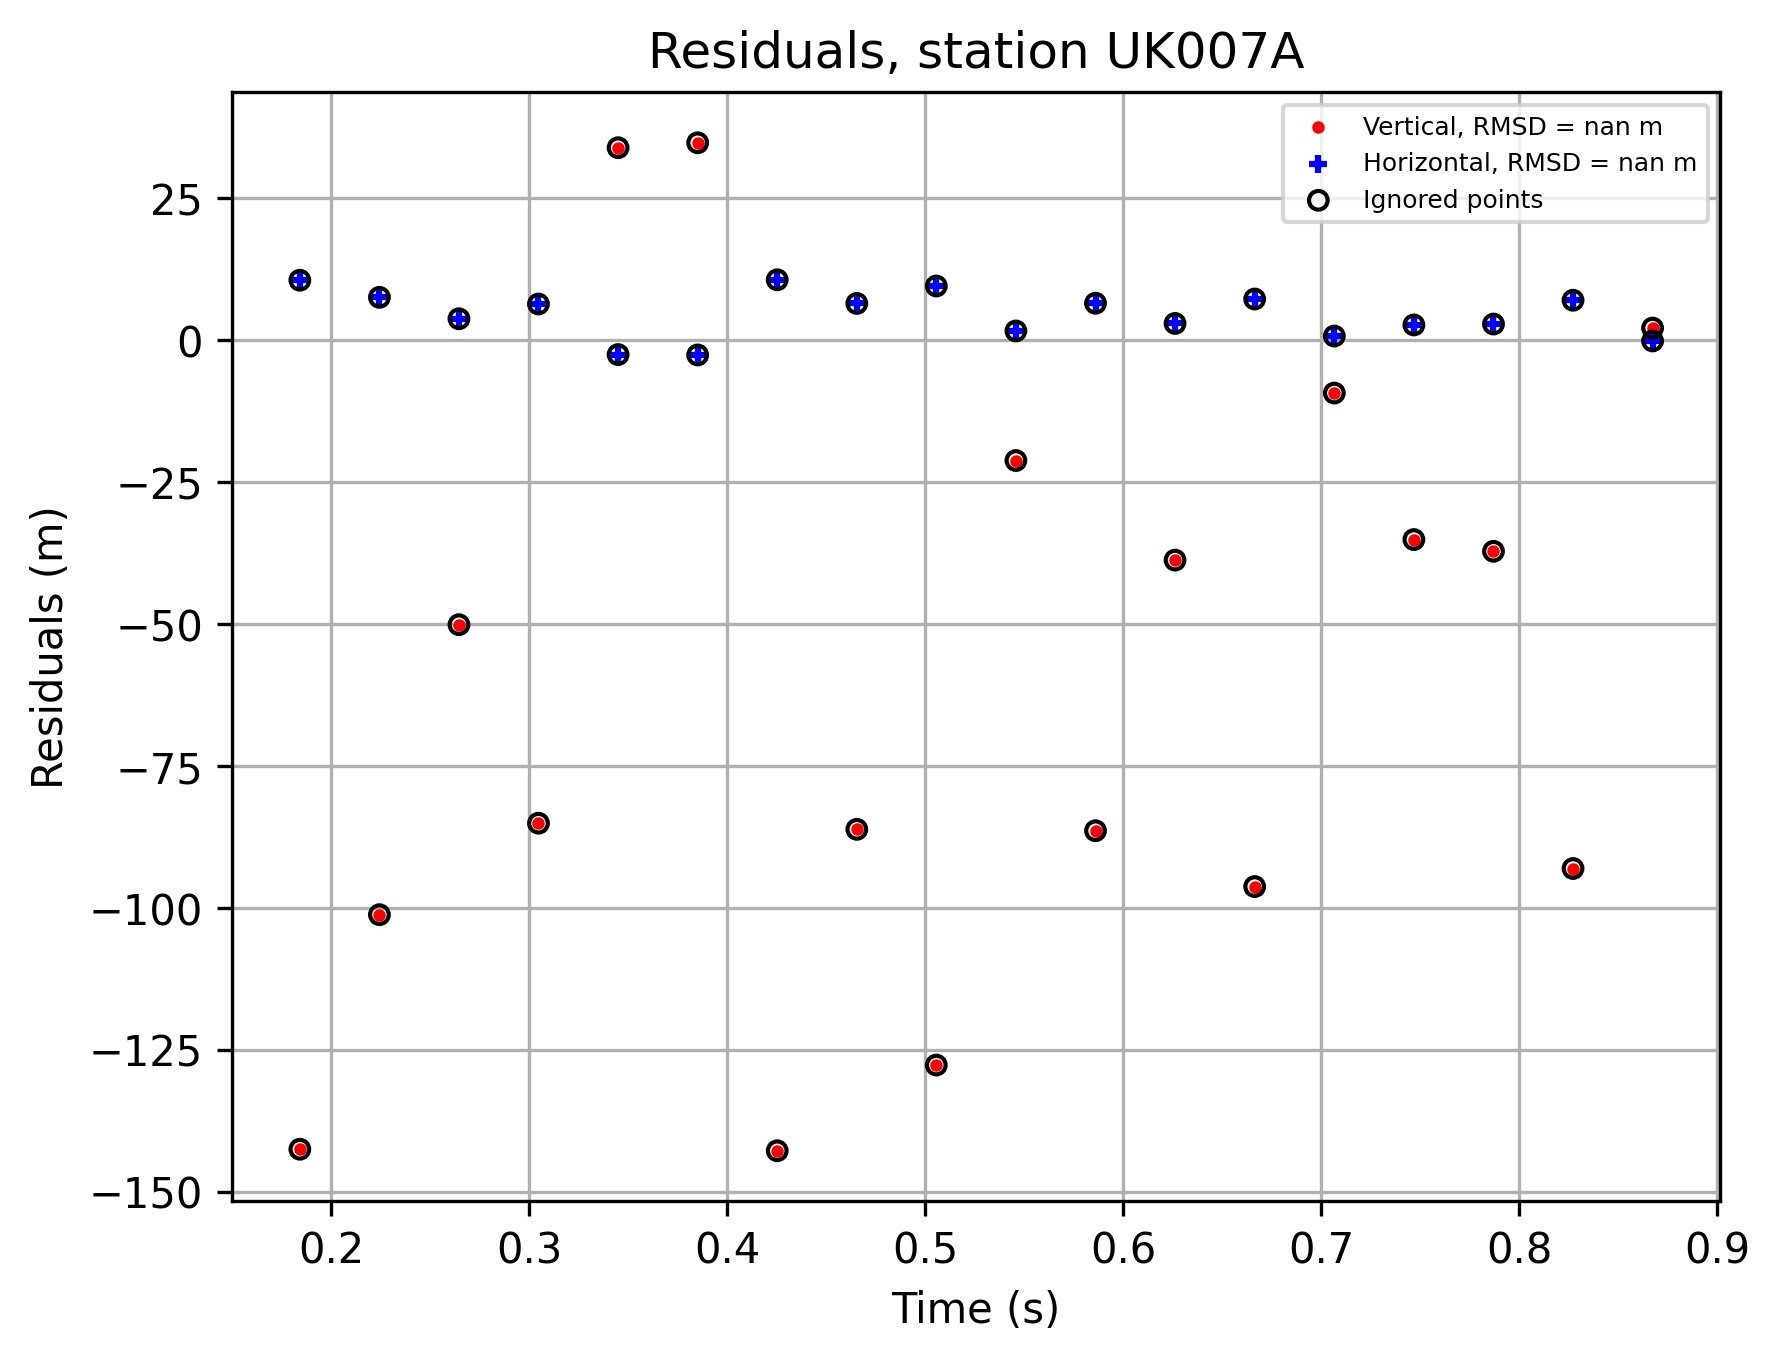 Residuals, station UK007A
Vertical, RMSD = nan m
Horizontal, RMSD = nan m
Ignored points
25
0
−25
−50
−75
−100
−125
−150
Residuals (m)
0.2 0.3 0.4 0.5 0.6 0.7 0.8 0.9
Time (s)